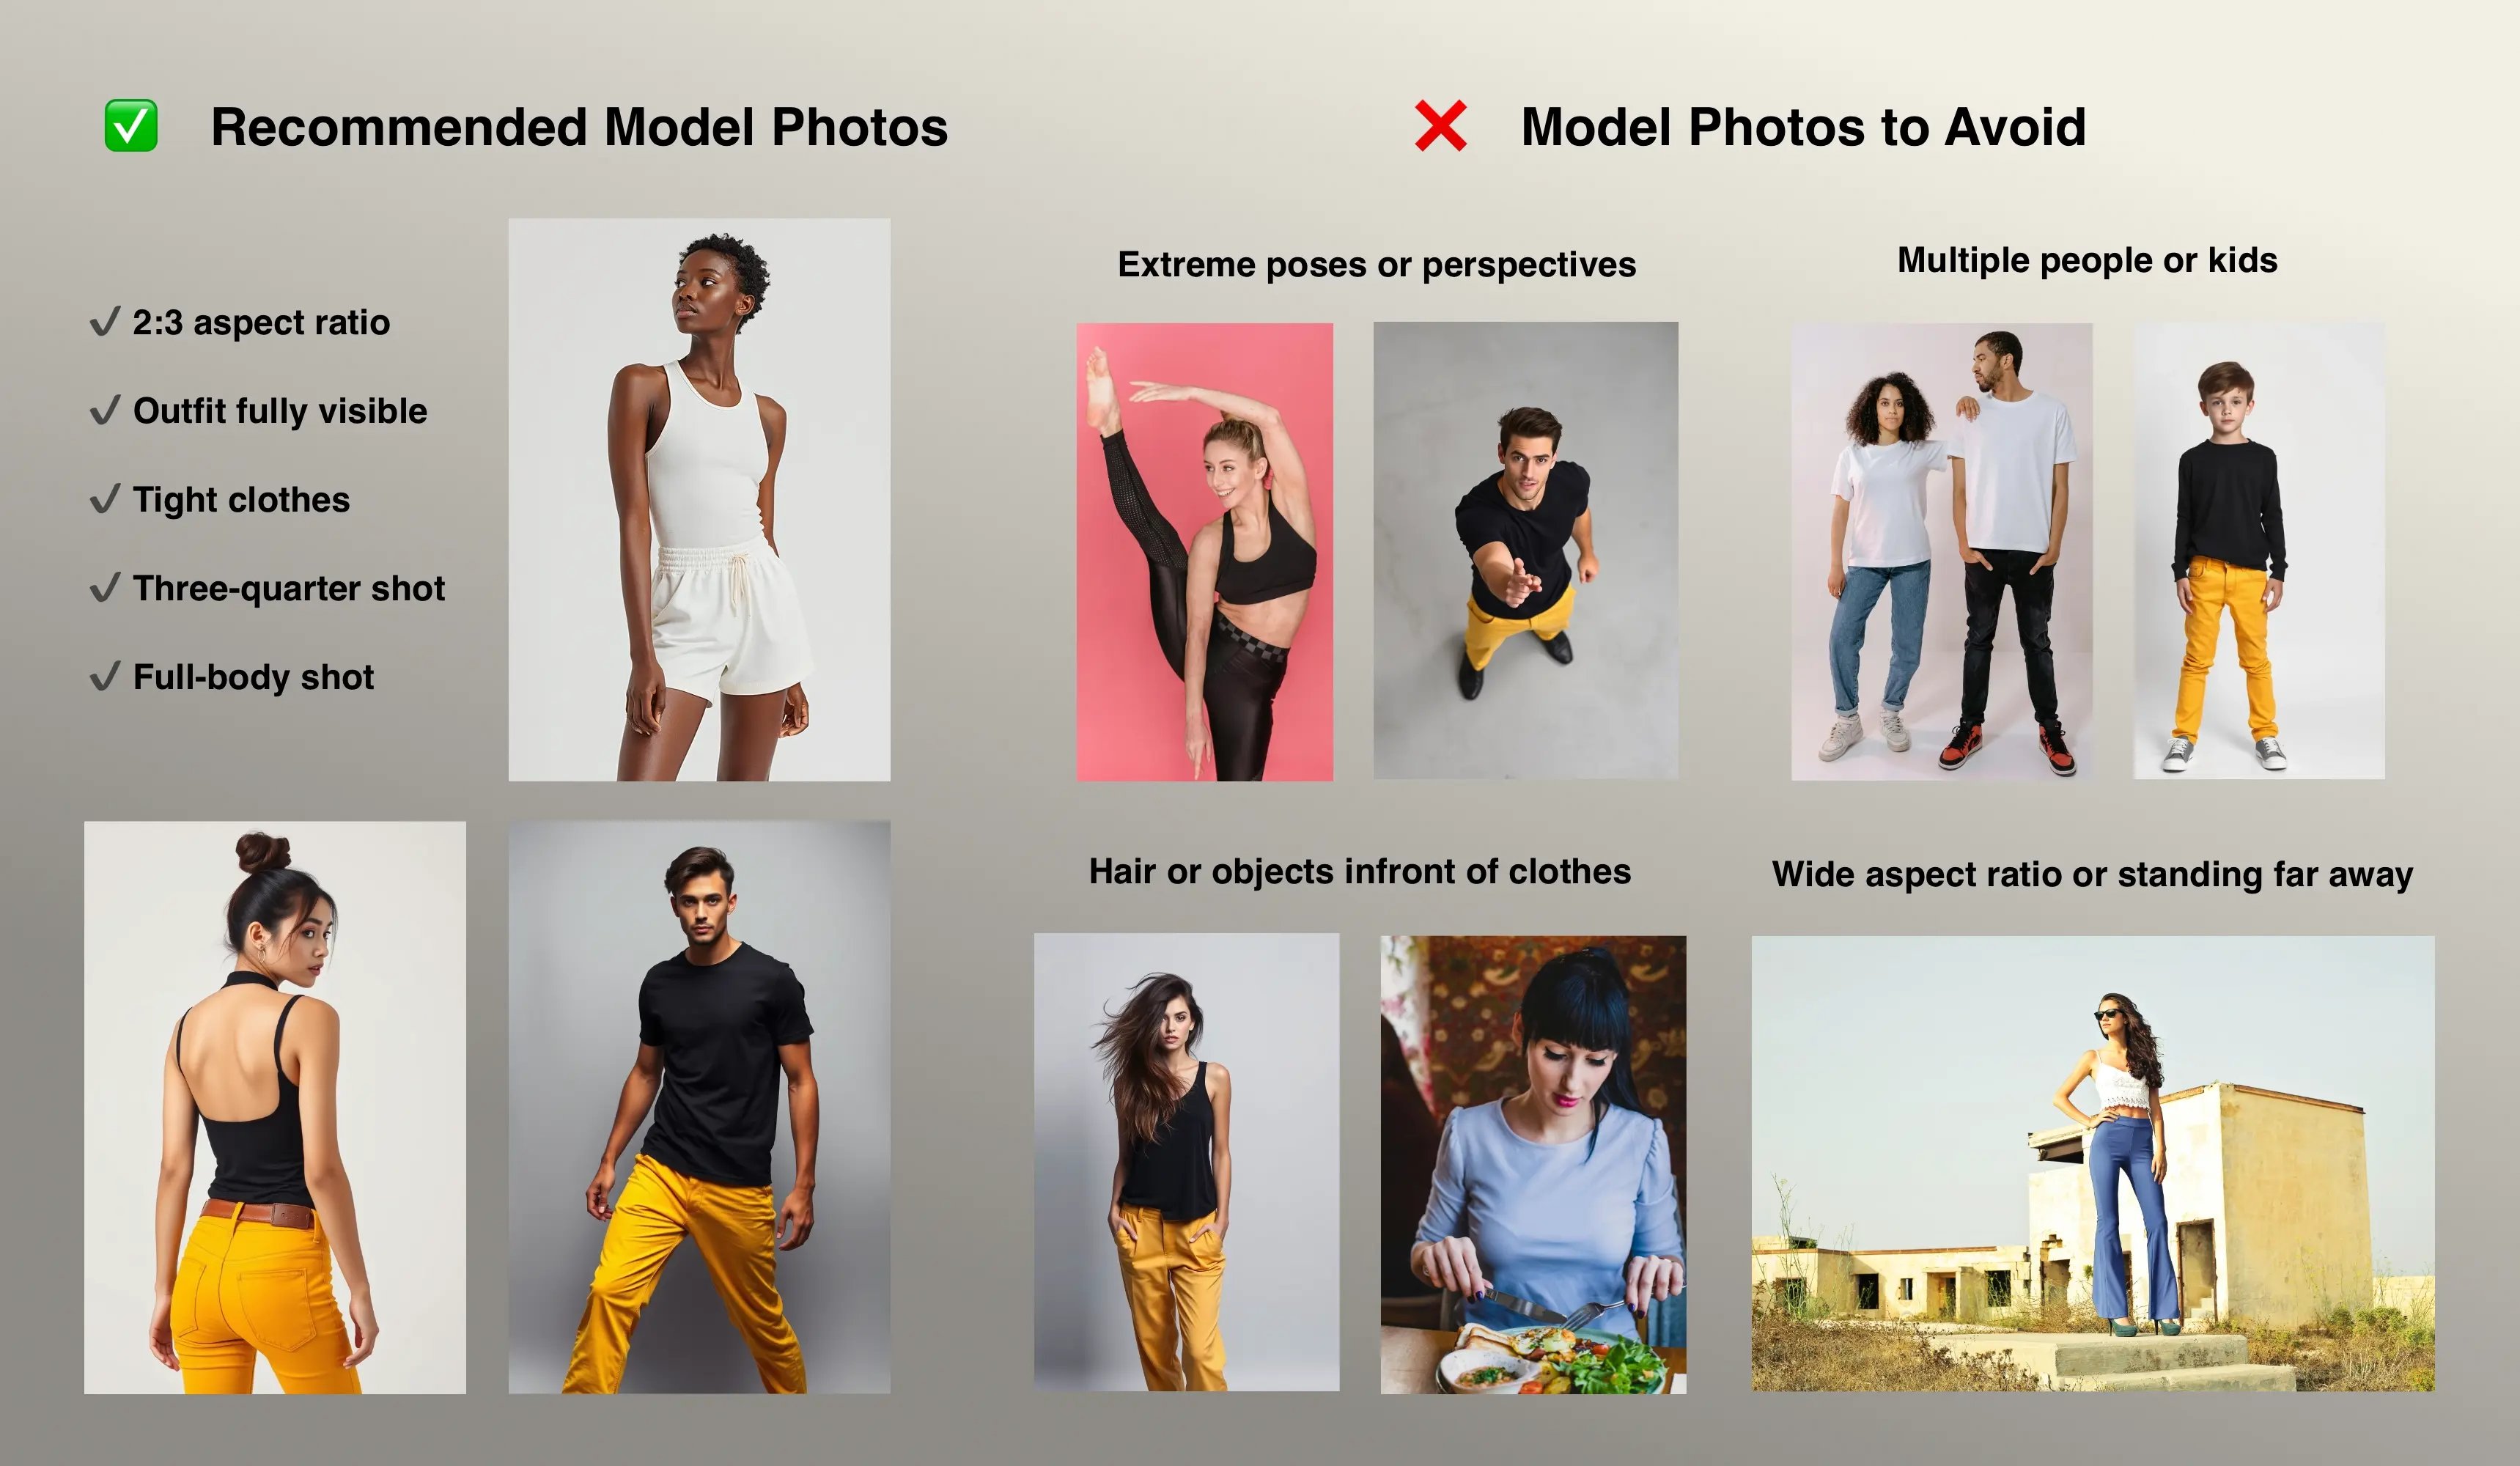 Recommended Model Photos
2:3 aspect ratio
Outfit fully visible
Tight clothes
Three-quarter shot
Full-body shot
Model Photos to Avoid
Extreme poses or perspectives
Multiple people or kids
Hair or objects infront of clothes
Wide aspect ratio or standing far away